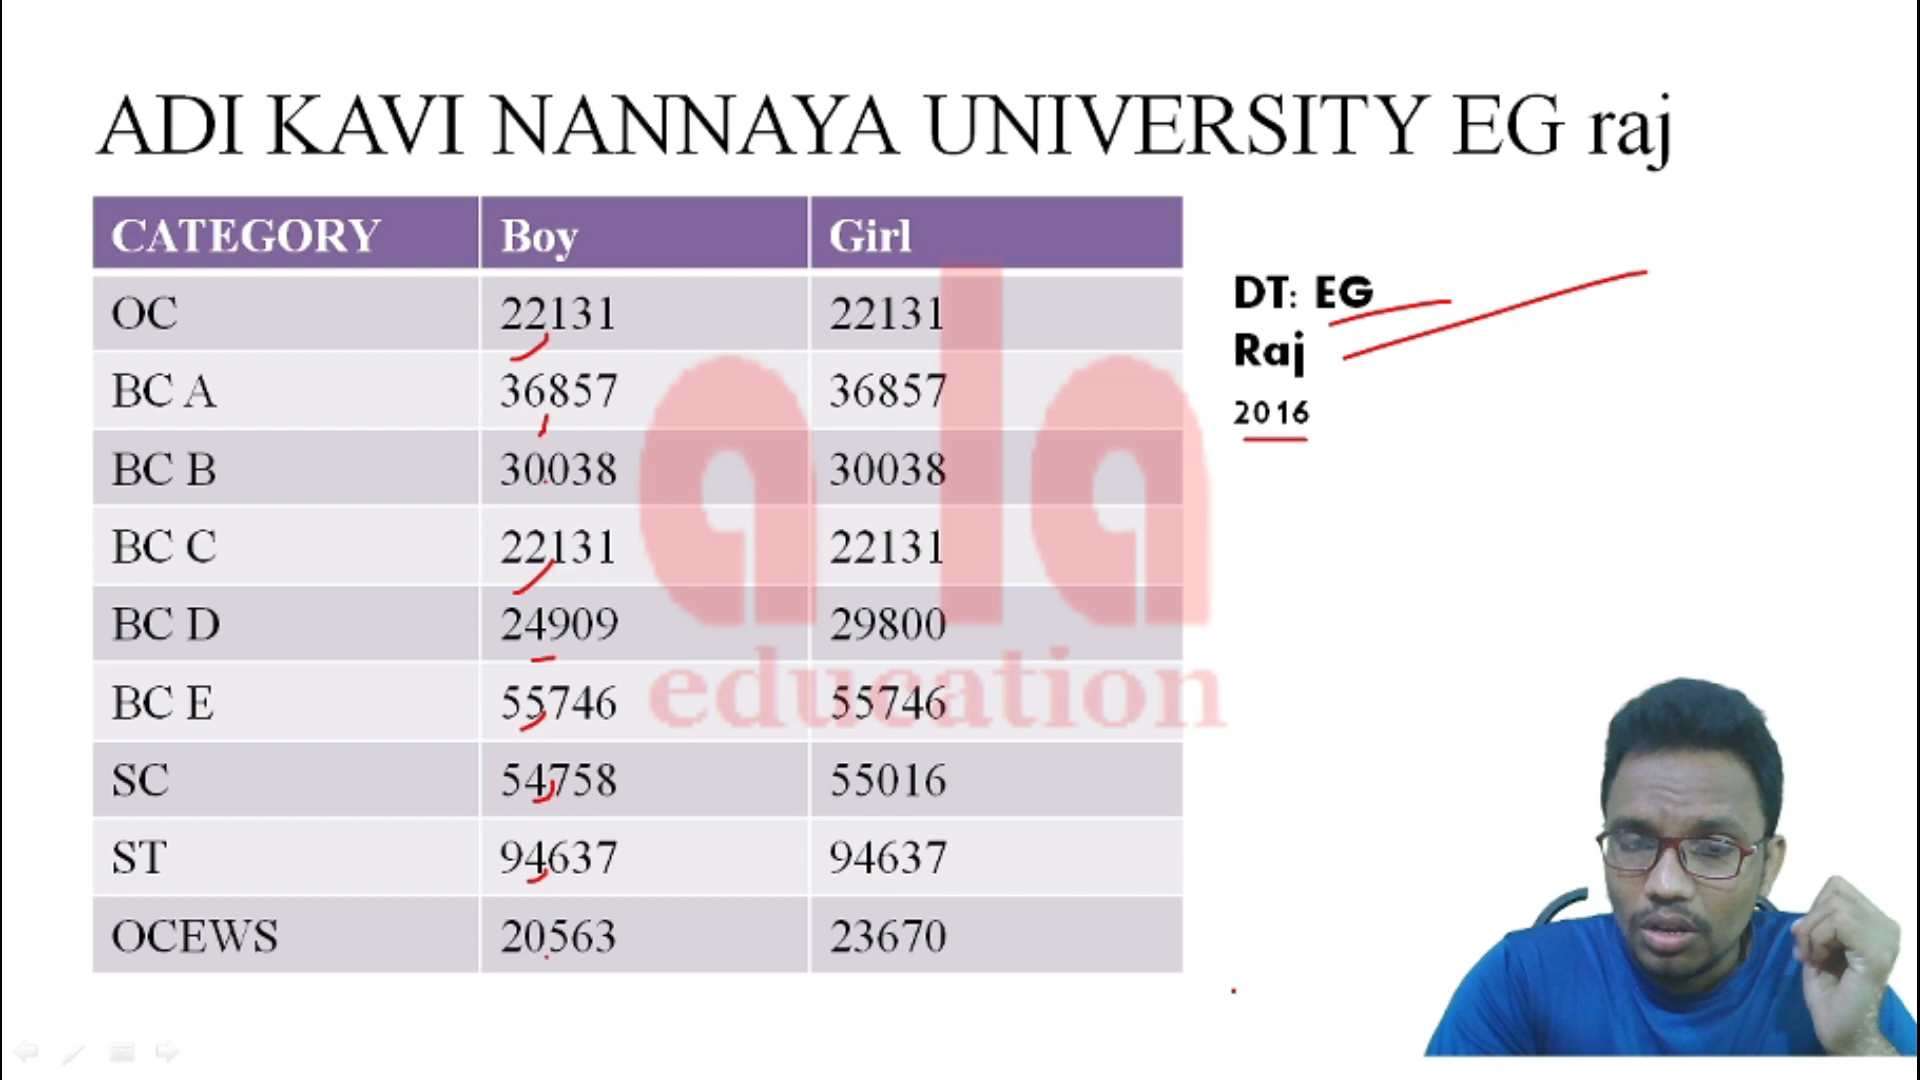 ADI KAVI NANNAYA UNIVERSITY EG raj
CATEGORY Boy Girl
OC 22131 22131
BC A 36857 36857
BC B 30038 30038
BC C 22131 22131
BC D 24909 29800
BC E 55746 55746
SC 54758 55016
ST 94637 94637
OCEWS 20563 23670
DT: EG
Raj
2016
ala
education